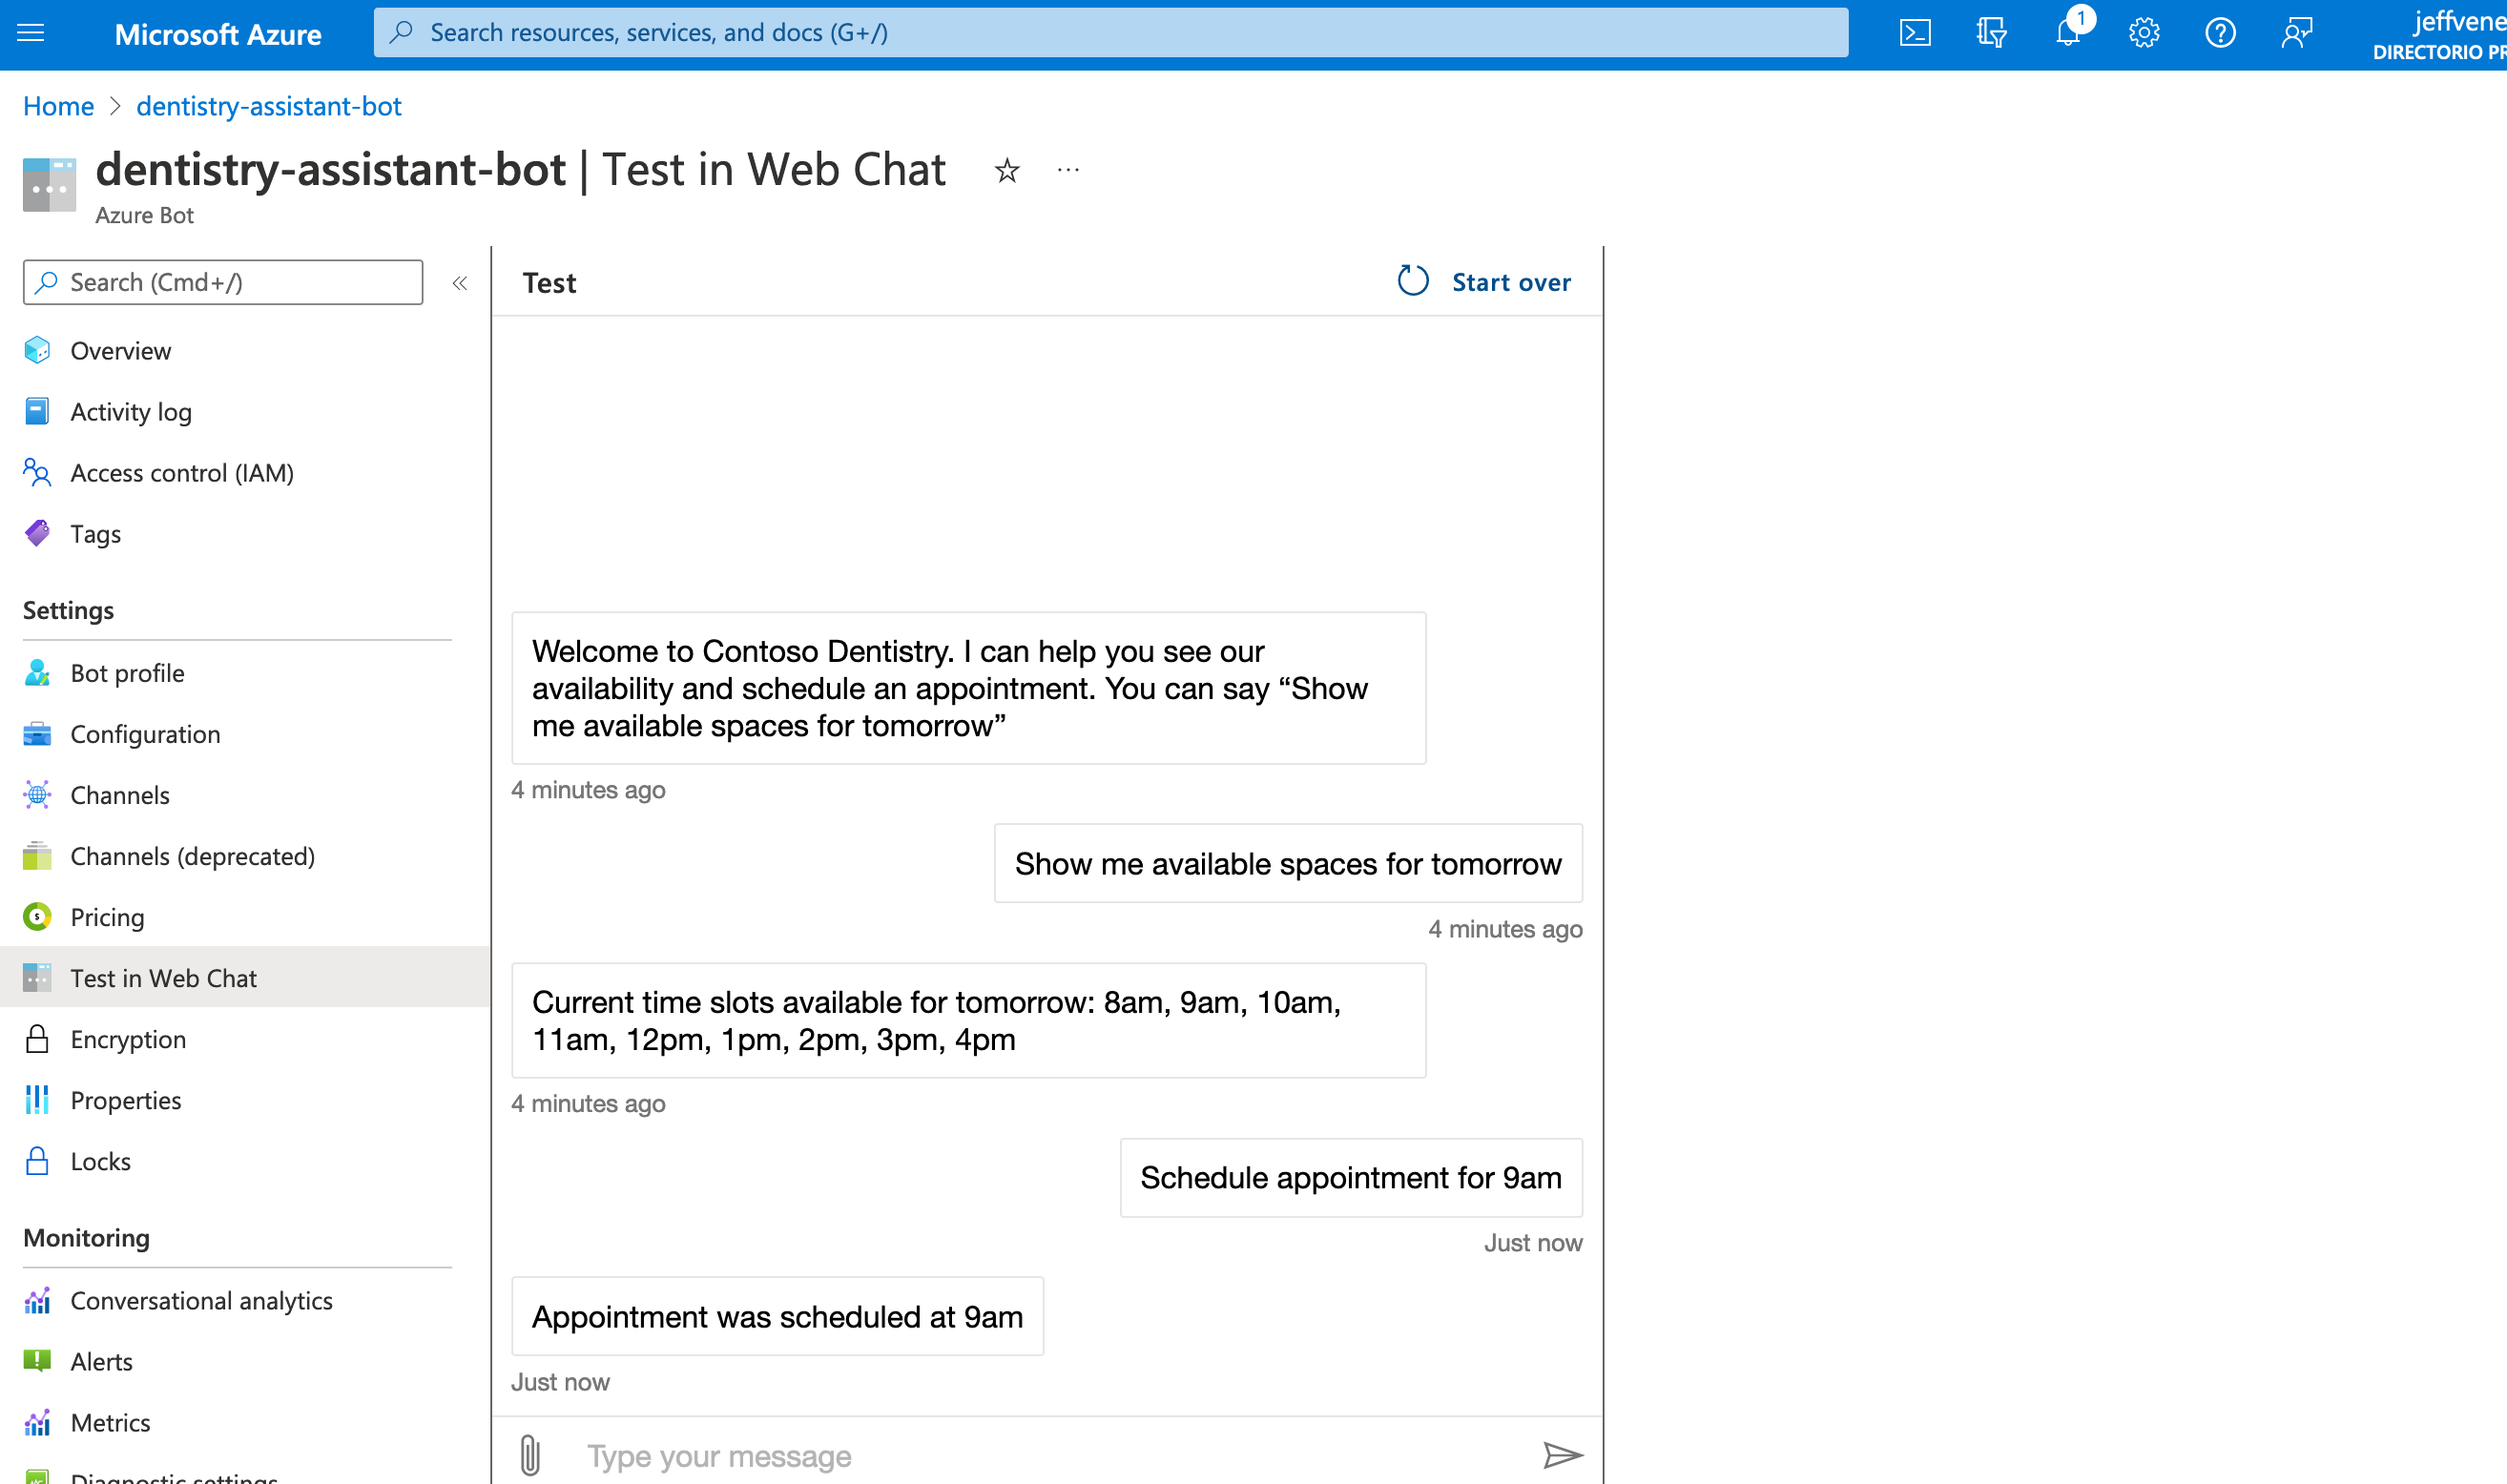 Microsoft Azure
Search resources, services, and docs (G+/)
1
jeffvene
DIRECTORIO PR
Home > dentistry-assistant-bot
dentistry-assistant-bot | Test in Web Chat
Azure Bot
Search (Cmd+/)
Overview
Activity log
Access control (IAM)
Tags
Settings
Bot profile
Configuration
Channels
Channels (deprecated)
Pricing
Test in Web Chat
Encryption
Properties
Locks
Monitoring
Conversational analytics
Alerts
Metrics
Diagnostic settings
Test
Start over
Welcome to Contoso Dentistry. I can help you see our
availability and schedule an appointment. You can say “Show
me available spaces for tomorrow”
4 minutes ago
Show me available spaces for tomorrow
4 minutes ago
Current time slots available for tomorrow: 8am, 9am, 10am,
11am, 12pm, 1pm, 2pm, 3pm, 4pm
4 minutes ago
Schedule appointment for 9am
Just now
Appointment was scheduled at 9am
Just now
Type your message